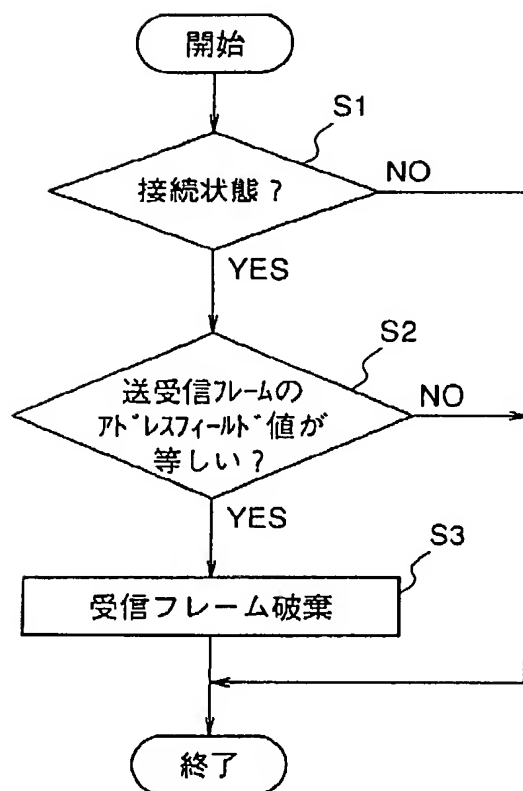 開始
S1
接続状態?
NO
YES
S2
送受信フレームの
アドレスフィールド値が
等しい?
NO
YES
S3
受信フレーム破棄
終了